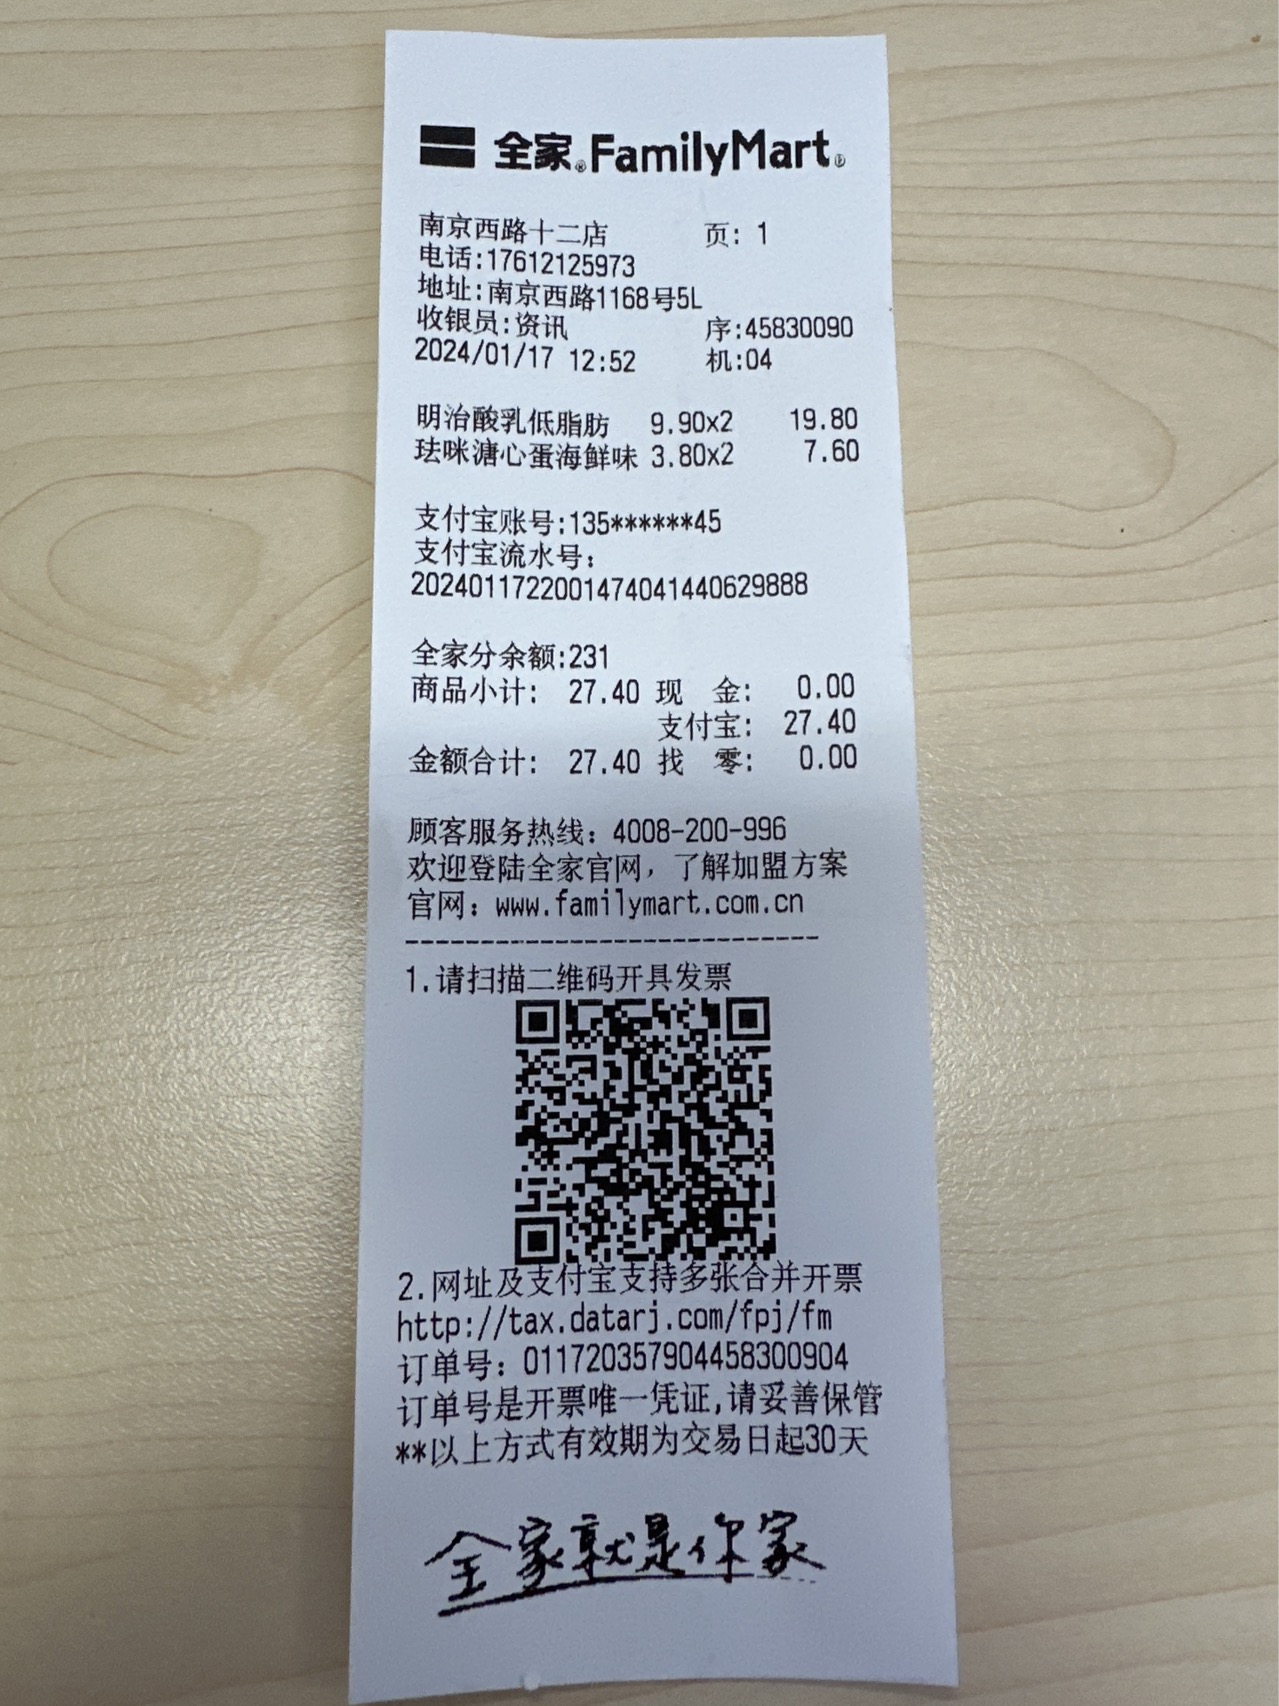 全家®FamilyMart®
南京西路十二店 页: 1
电话:17612125973
地址:南京西路1168号5L
收银员:资讯 序:45830090
2024/01/17 12:52 机:04
明治酸乳低脂肪 9.90x2 19.80
珐咪溏心蛋海鲜味 3.80x2 7.60
支付宝账号:135******45
支付宝流水号:
2024011722001474041440629888
全家分余额:231
商品小计: 27.40 现 金: 0.00
支付宝: 27.40
金额合计: 27.40 找 零: 0.00
顾客服务热线: 4008-200-996
欢迎登陆全家官网, 了解加盟方案
官网: www.familymart.com.cn
----------------------------
1.请扫描二维码开具发票
2.网址及支付宝支持多张合并开票
http://tax.datarj.com/fpj/fm
订单号: 011720357904458300904
订单号是开票唯一凭证,请妥善保管
**以上方式有效期为交易日起30天
全家就是你家